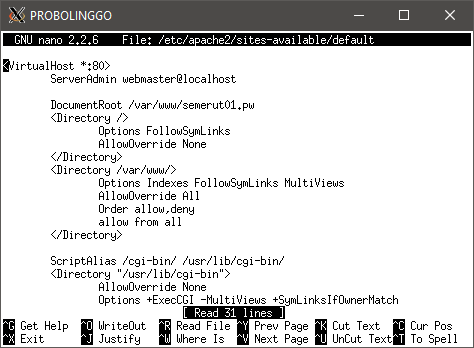 PROBOLINGGO
GNU nano 2.2.6    File: /etc/apache2/sites-available/default
<VirtualHost *:80>
        ServerAdmin webmaster@localhost
        DocumentRoot /var/www/semerut01.pw
        <Directory />
                Options FollowSymLinks
                AllowOverride None
        </Directory>
        <Directory /var/www/>
                Options Indexes FollowSymLinks MultiViews
                AllowOverride All
                Order allow,deny
                allow from all
        </Directory>
        ScriptAlias /cgi-bin/ /usr/lib/cgi-bin/
        <Directory "/usr/lib/cgi-bin">
                AllowOverride None
                Options +ExecCGI -MultiViews +SymLinksIfOwnerMatch
[ Read 31 lines ]
^G Get Help  ^O WriteOut  ^R Read File ^Y Prev Page ^K Cut Text  ^C Cur Pos
^X Exit      ^J Justify   ^W Where Is  ^V Next Page ^U UnCut Text^T To Spell